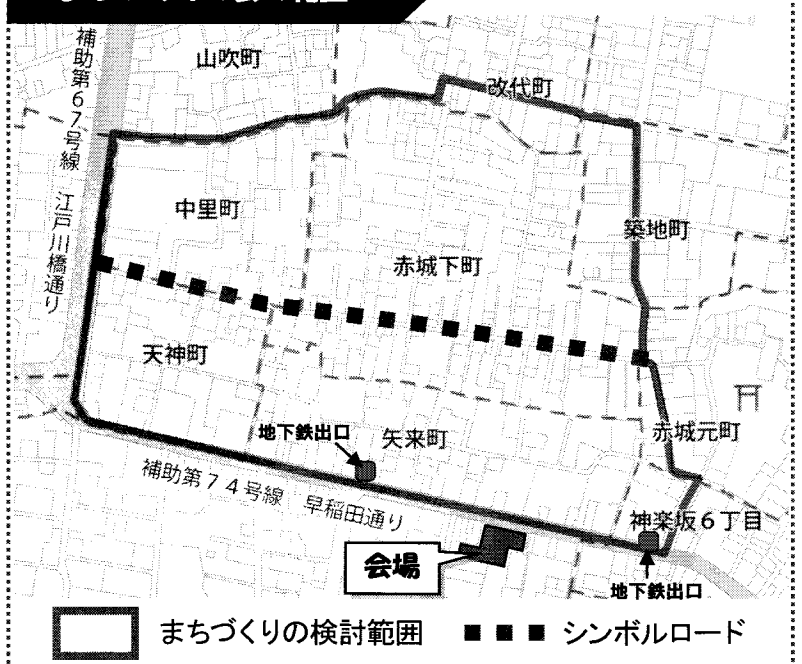 山吹町
改代町
補助第67号線 江戸川橋通り
中里町
築地町
赤城下町
天神町
矢来町
地下鉄出口
赤城元町
補助第74号線 早稲田通り
神楽坂6丁目
会場
地下鉄出口
まちづくりの検討範囲
シンボルロード